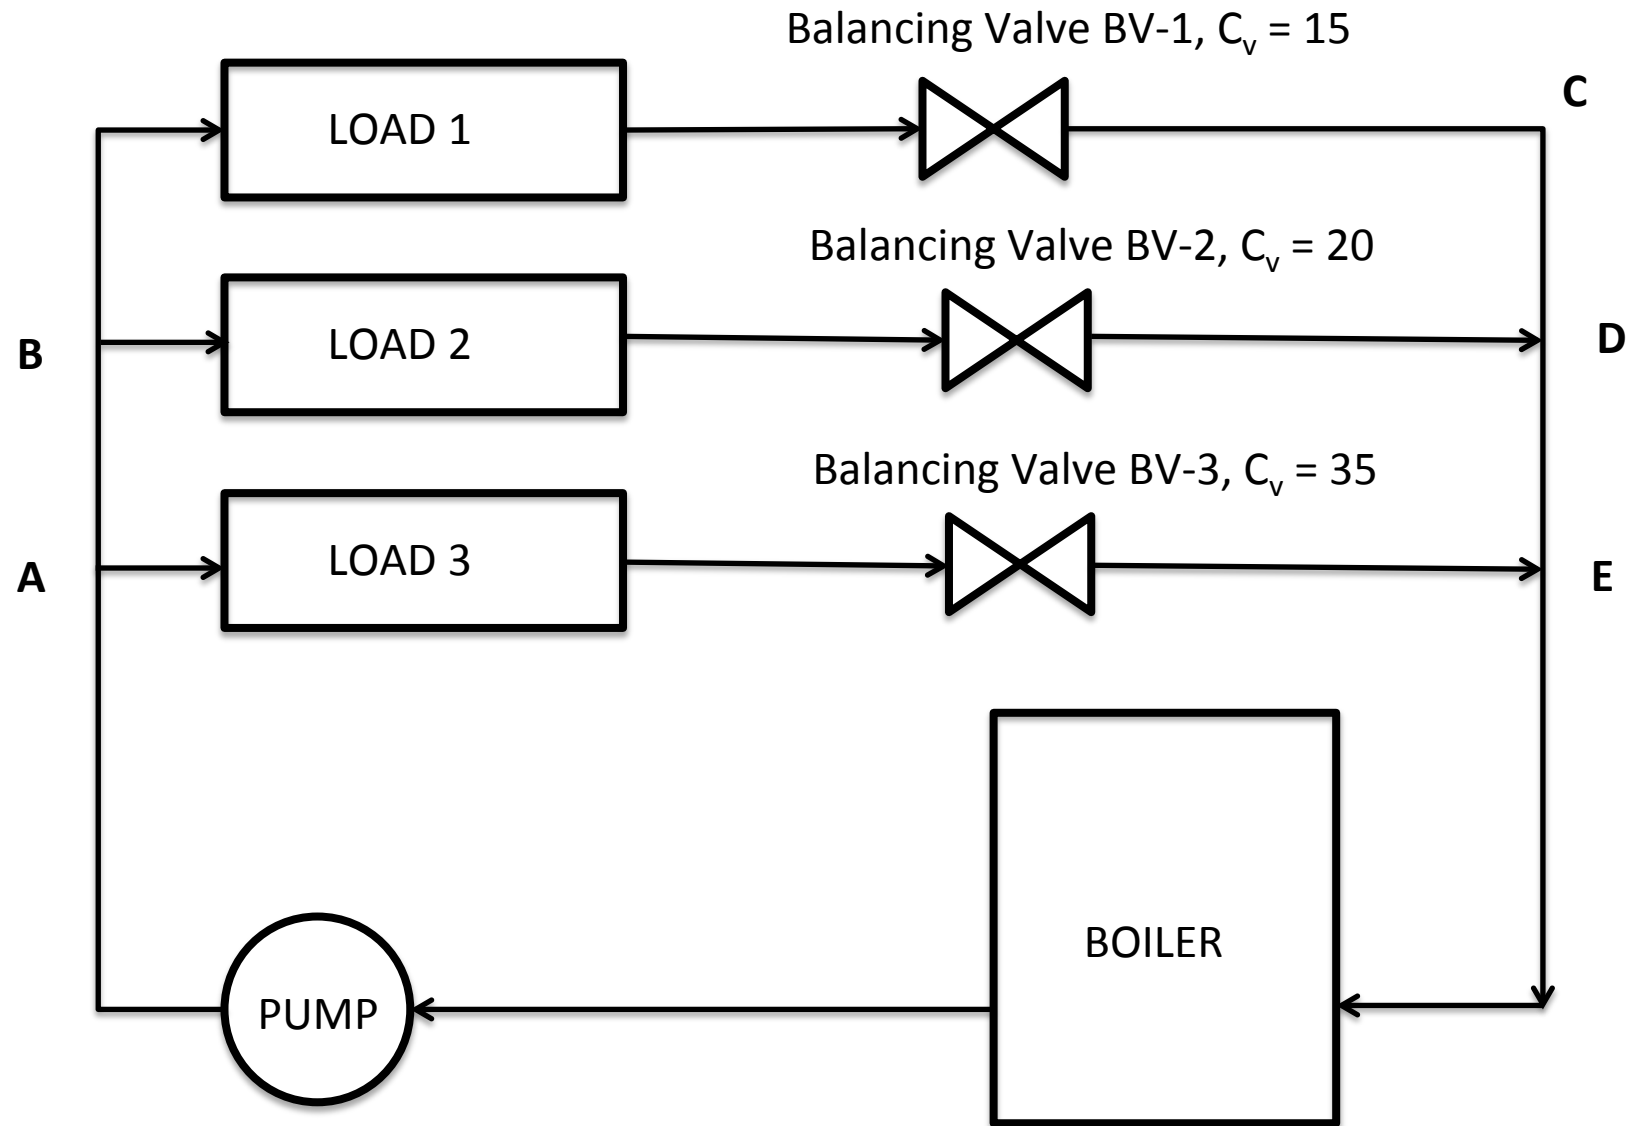 Balancing Valve BV-1, Cv = 15
C
LOAD 1
Balancing Valve BV-2, Cv = 20
B
LOAD 2
D
Balancing Valve BV-3, Cv = 35
A
LOAD 3
E
BOILER
PUMP